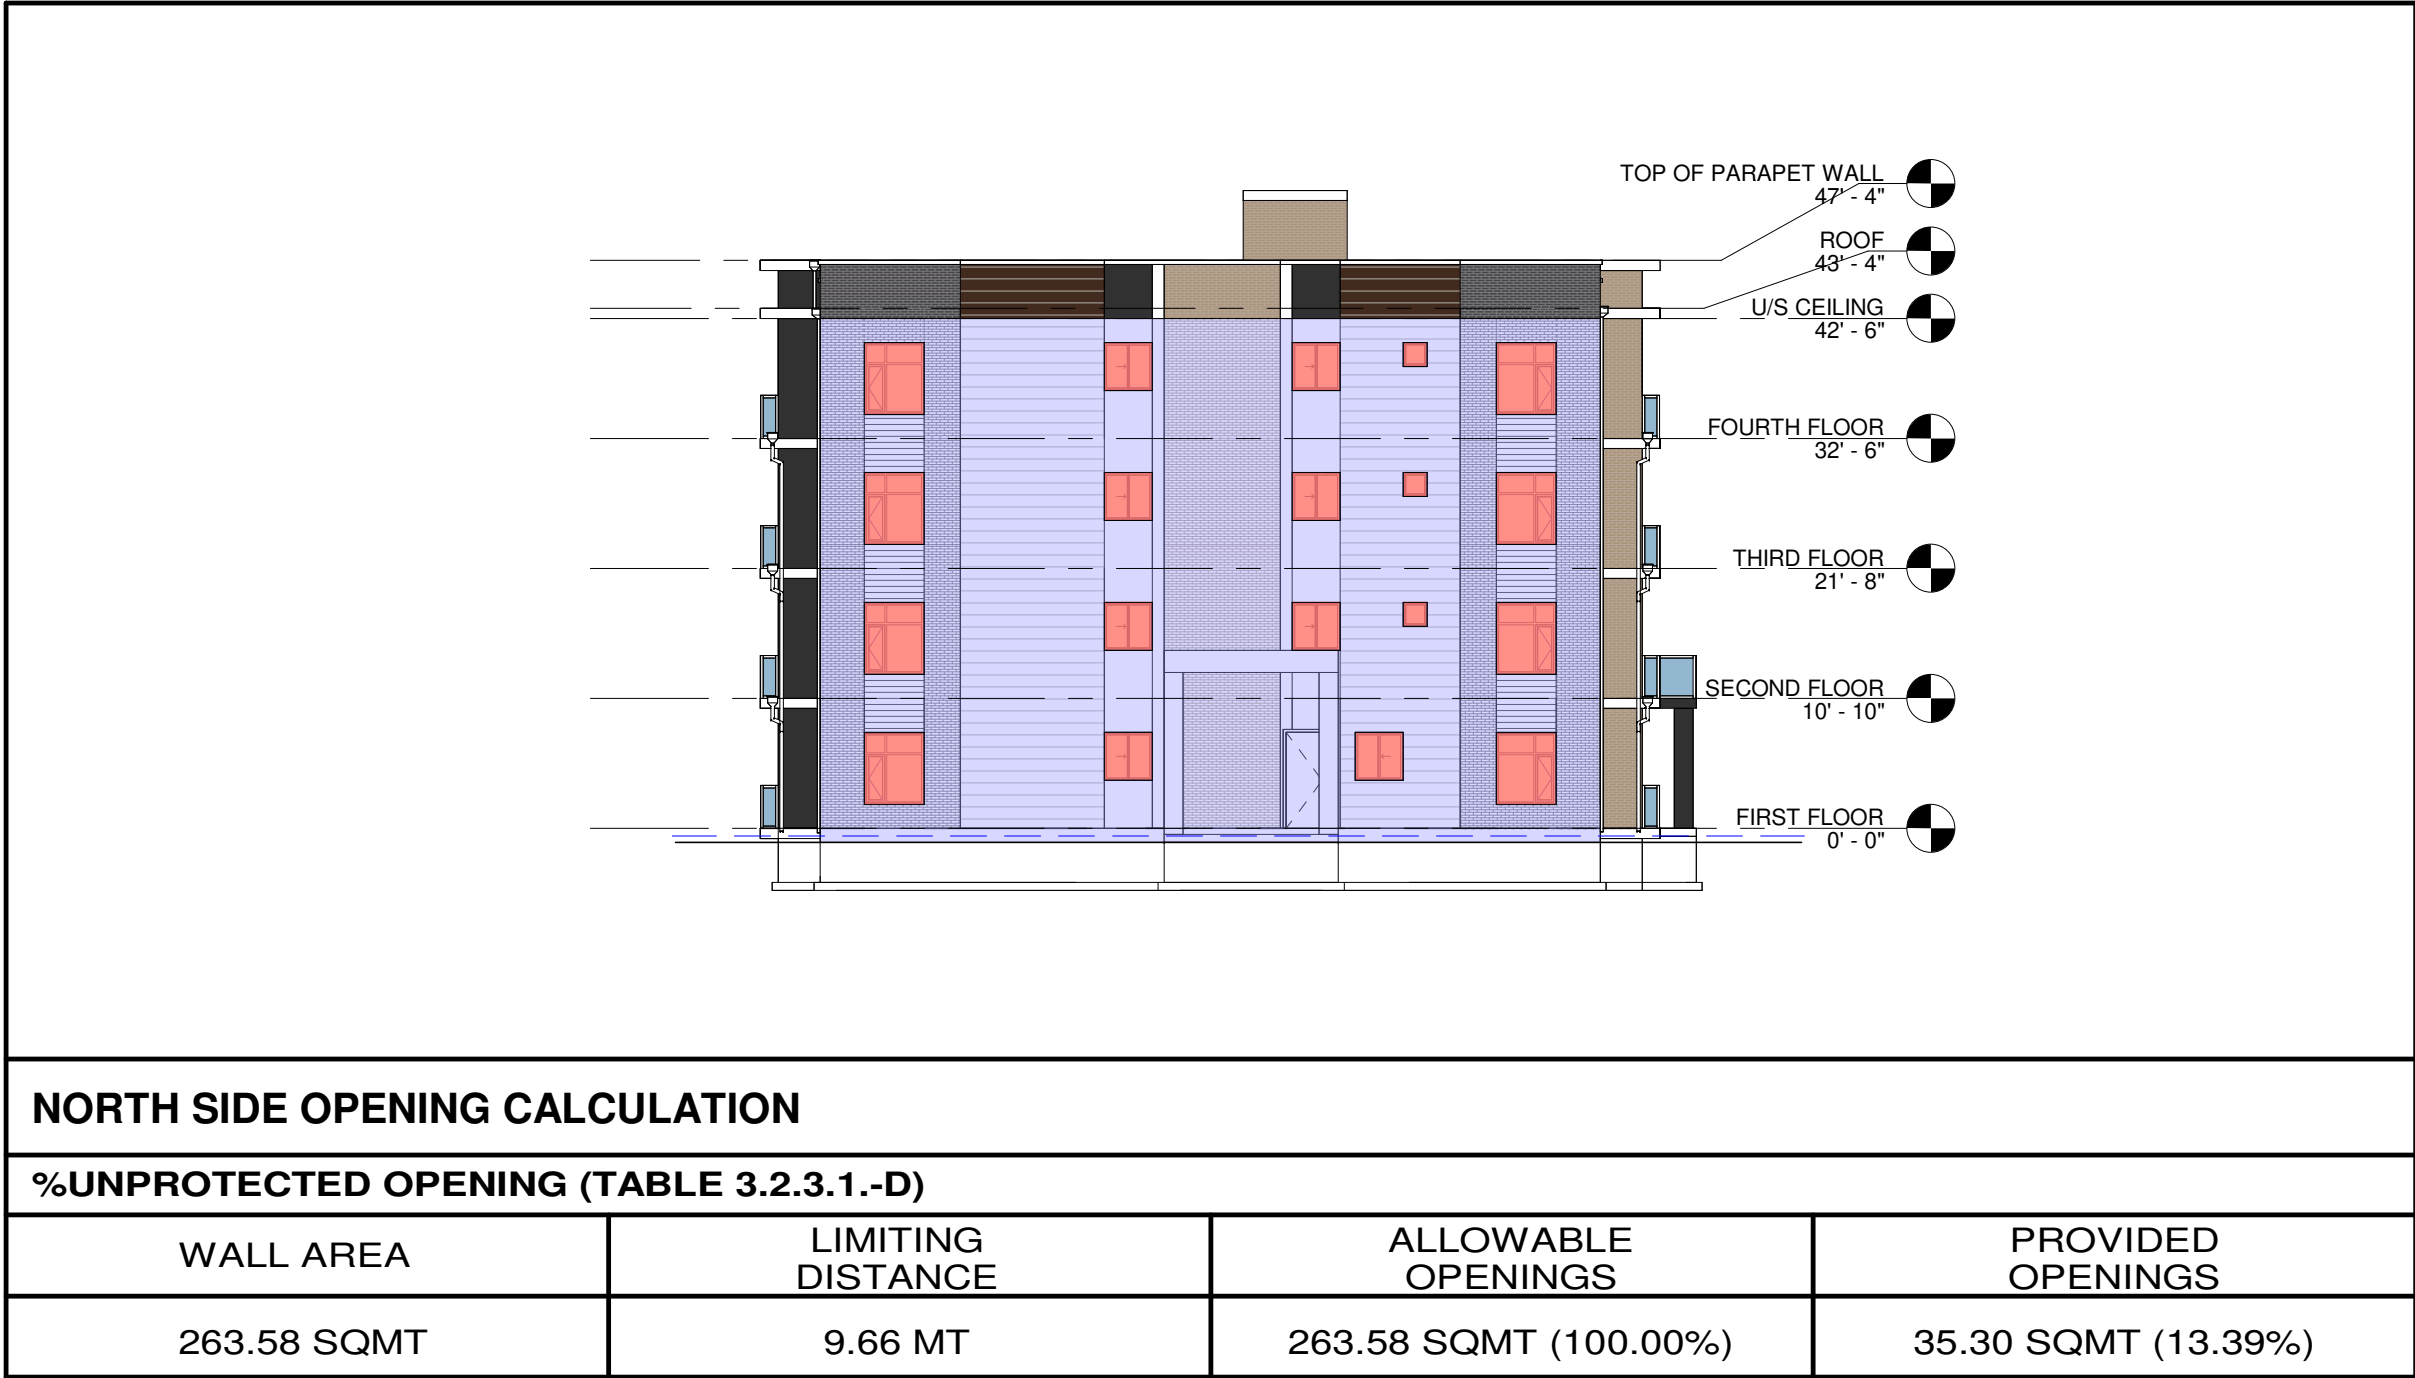 TOP OF PARAPET WALL
47' - 4"
ROOF
43' - 4"
U/S CEILING
42' - 6"
FOURTH FLOOR
32' - 6"
THIRD FLOOR
21' - 8"
SECOND FLOOR
10' - 10"
FIRST FLOOR
0' - 0"
NORTH SIDE OPENING CALCULATION
%UNPROTECTED OPENING (TABLE 3.2.3.1.-D)
WALL AREA
LIMITING
DISTANCE
ALLOWABLE
OPENINGS
PROVIDED
OPENINGS
263.58 SQMT
9.66 MT
263.58 SQMT (100.00%)
35.30 SQMT (13.39%)